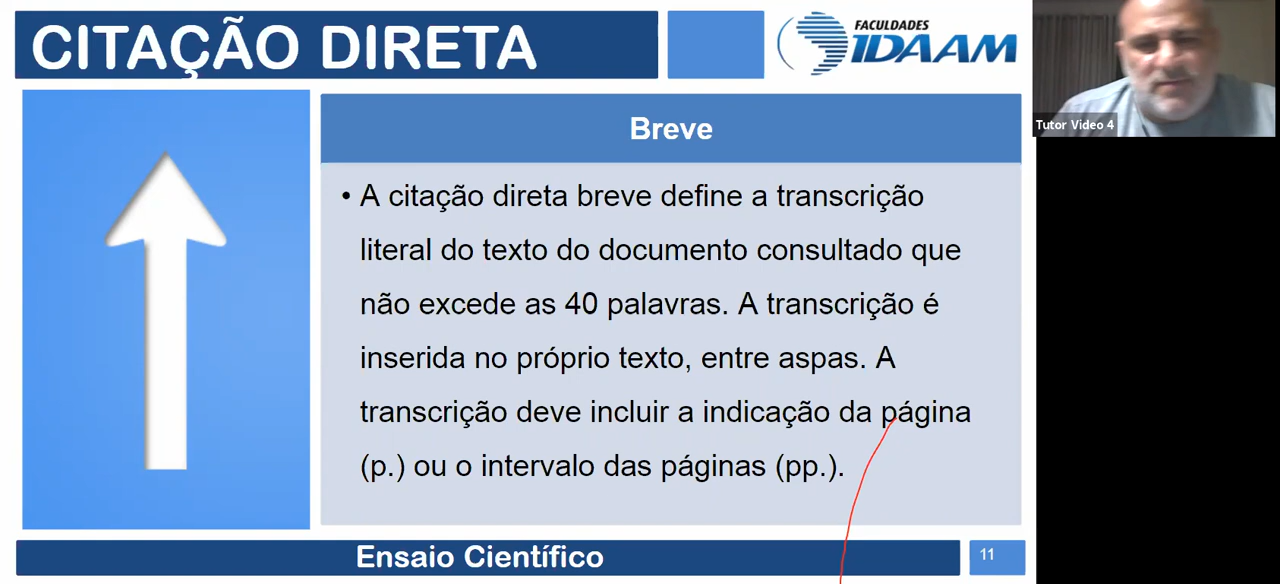 CITAÇÃO DIRETA
FACULDADES
IDAAM
Tutor Video 4
Breve
• A citação direta breve define a transcrição
literal do texto do documento consultado que
não excede as 40 palavras. A transcrição é
inserida no próprio texto, entre aspas. A
transcrição deve incluir a indicação da página
(p.) ou o intervalo das páginas (pp.).
Ensaio Científico
11